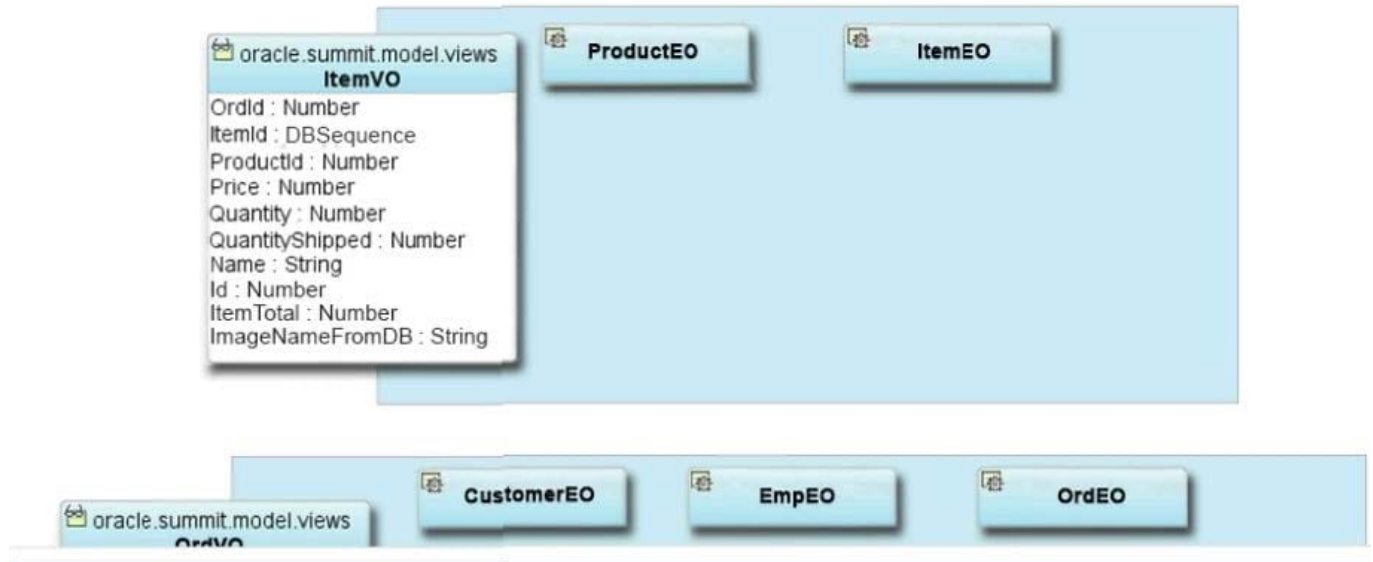 oracle.summit.model.views
ItemVO
OrdId : Number
ItemId : DBSequence
ProductId : Number
Price : Number
Quantity : Number
QuantityShipped : Number
Name : String
Id : Number
ItemTotal : Number
ImageNameFromDB : String
ProductEO
ItemEO
oracle.summit.model.views
OrdVO
CustomerEO
EmpEO
OrdEO